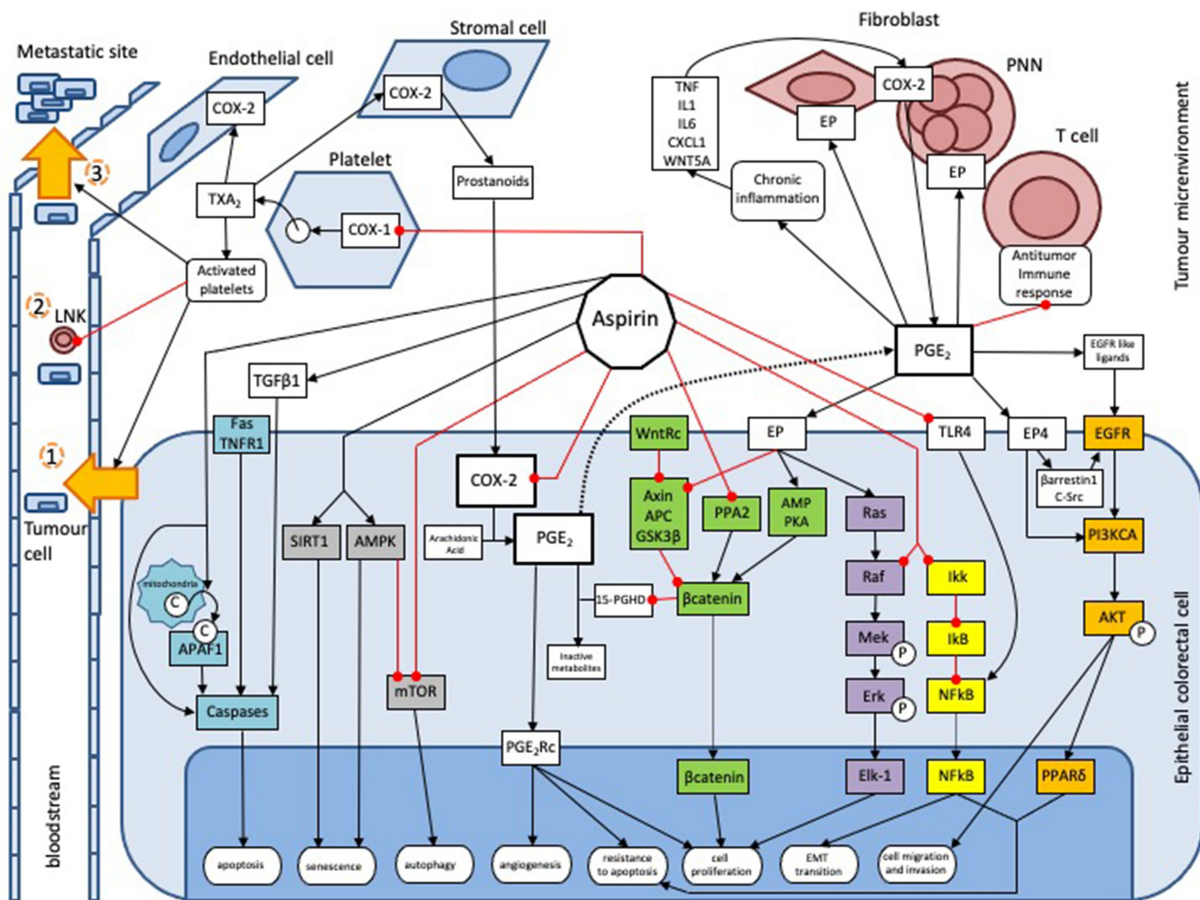 Fibroblast
Stromal cell
Metastatic site
Endothelial cell
PNN
COX-2
COX-2
COX-2
TNF
IL1
IL6
CXCL1
WNT5A
EP
T cell
Tumour micrenvironment
3
Platelet
Prostanoids
Chronic
inflammation
EP
TXA2
COX-1
Activated
platelets
Antitumor
Immune
response
2
LNK
Aspirin
PGE2
EGFR like
ligands
TGFβ1
Fas
TNFR1
WntRc
EP
TLR4
EP4
EGFR
1
COX-2
βarrestin1
C-Src
Axin
APC
GSK3β
PPA2
AMP
PKA
Ras
Tumour
cell
SIRT1
AMPK
Arachidonic
Acid
PGE2
PI3KCA
mitochondria
C
Raf
Ikk
15-PGHD
βcatenin
C
APAF1
AKT
P
Mek
P
IkB
Inactive
metabolites
mTOR
Erk
P
NFkB
Caspases
Epithelial colorectal cell
PGE2Rc
βcatenin
Elk-1
NFkB
PPARδ
bloodstream
apoptosis
senescence
autophagy
angiogenesis
resistance
to apoptosis
cell
proliferation
EMT
transition
cell migration
and invasion